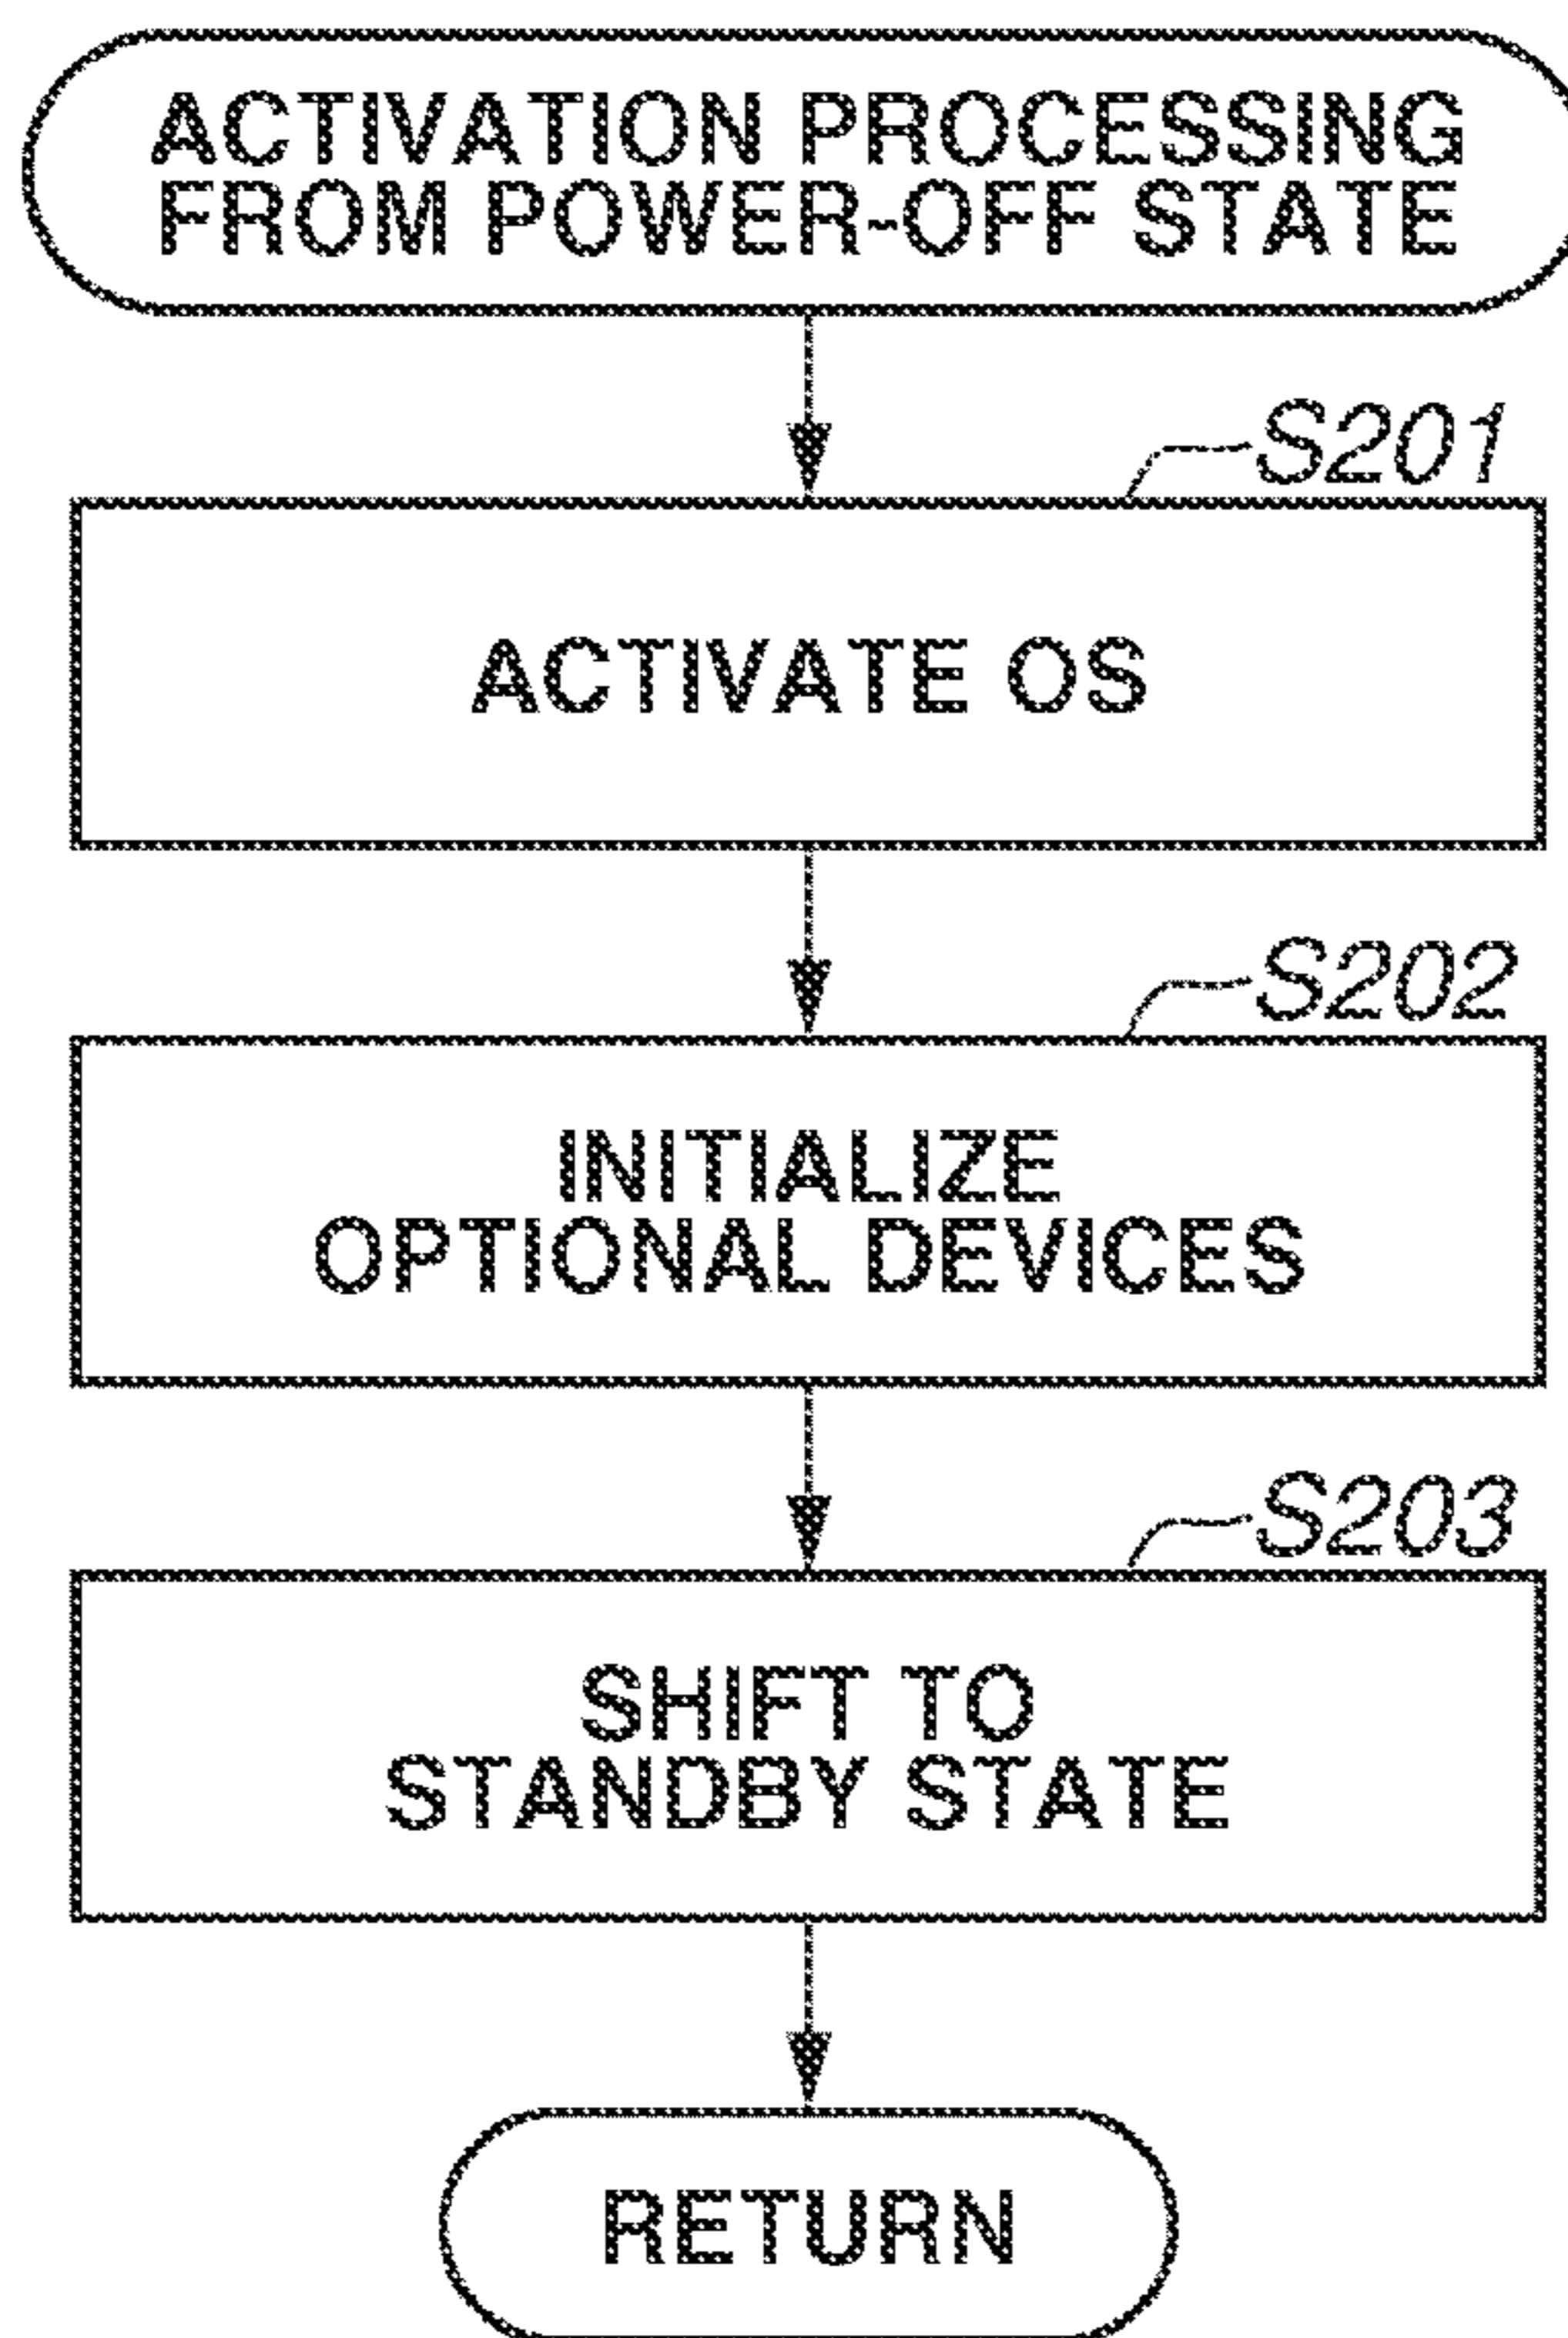 ACTIVATION PROCESSING
FROM POWER-OFF STATE
S201
ACTIVATE OS
S202
INITIALIZE
OPTIONAL DEVICES
S203
SHIFT TO
STANDBY STATE
RETURN